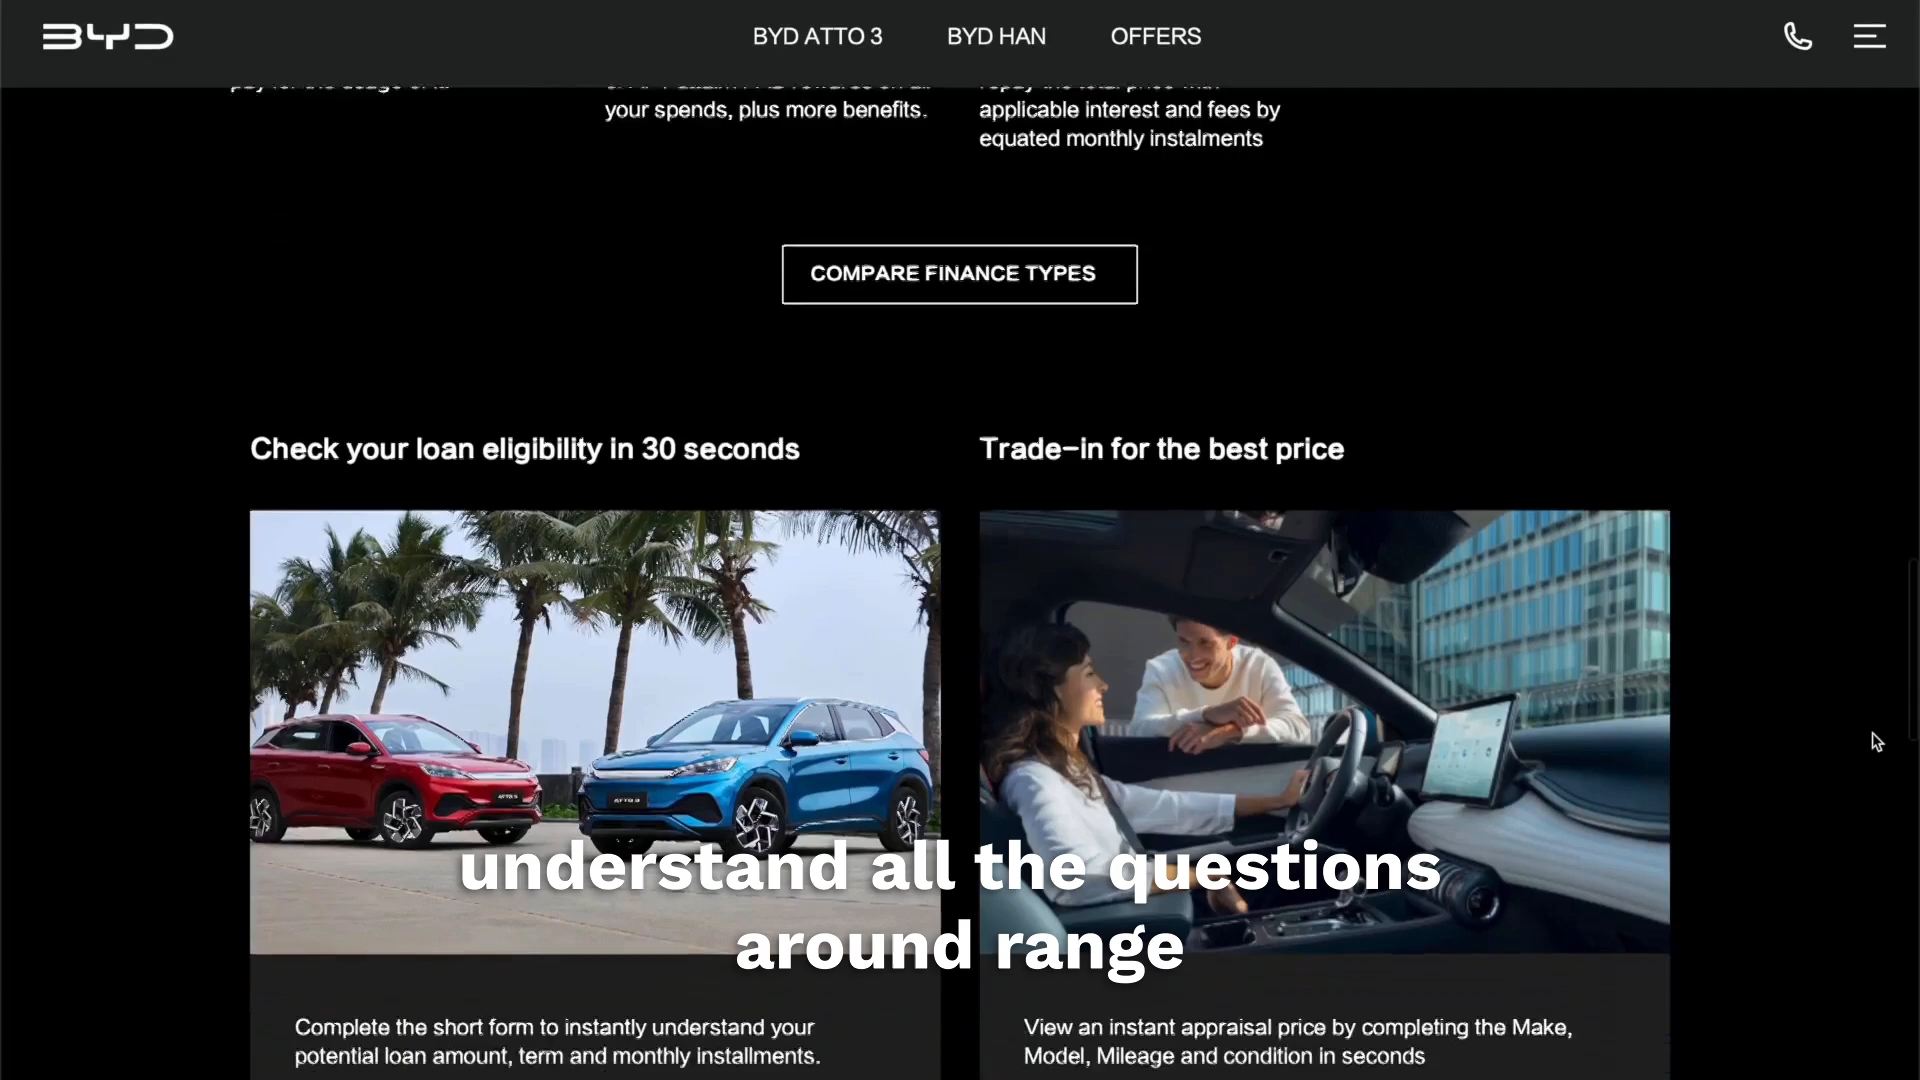 BYD
BYD ATTO 3
BYD HAN
OFFERS
your spends, plus more benefits.
applicable interest and fees by
equated monthly instalments
COMPARE FINANCE TYPES
Check your loan eligibility in 30 seconds
Trade-in for the best price
understand all the questions
around range
Complete the short form to instantly understand your
potential loan amount, term and monthly installments.
View an instant appraisal price by completing the Make,
Model, Mileage and condition in seconds